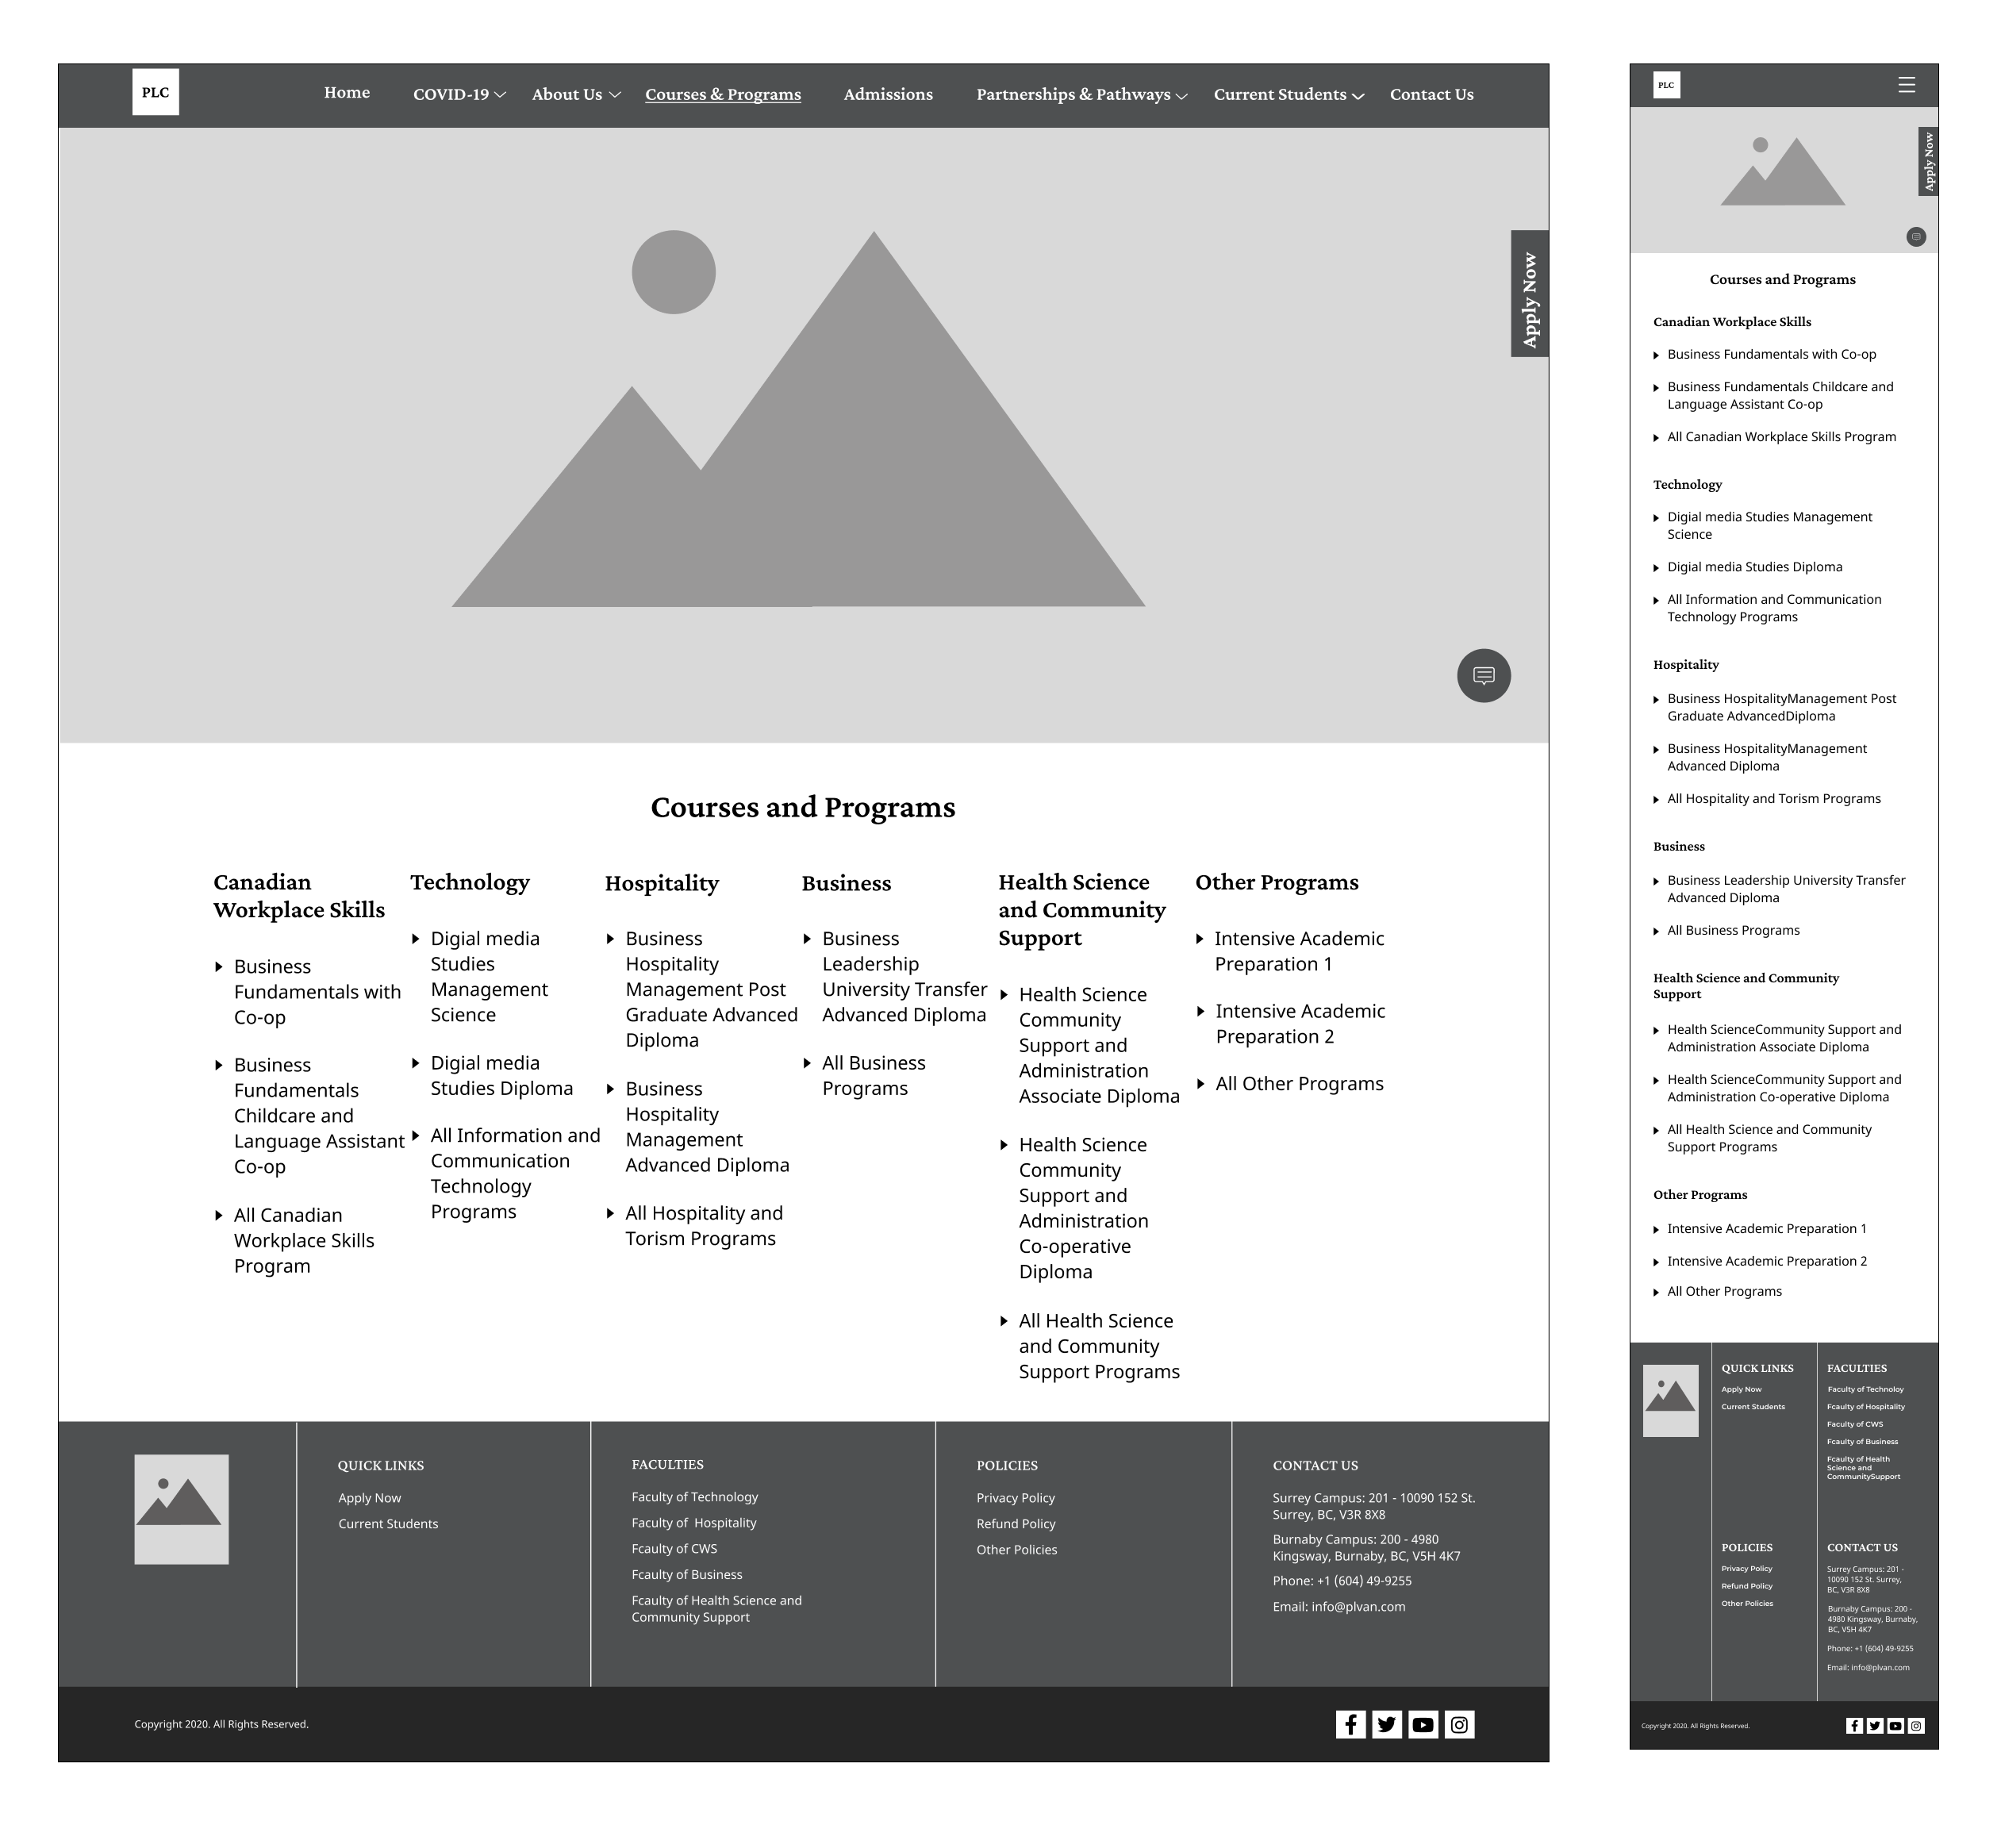 PLC
Home
COVID-19
About Us
Courses & Programs
Admissions
Partnerships & Pathways
Current Students
Contact Us
Apply Now
Courses and Programs
Canadian
Workplace Skills
Business
Fundamentals with
Co-op
Business
Fundamentals
Childcare and
Language Assistant
Co-op
All Canadian
Workplace Skills
Program
Technology
Digial media
Studies
Management
Science
Digial media
Studies Diploma
All Information and
Communication
Technology
Programs
Hospitality
Business
Hospitality
Management Post
Graduate Advanced
Diploma
Business
Hospitality
Management
Advanced Diploma
All Hospitality and
Torism Programs
Business
Business
Leadership
University Transfer
Advanced Diploma
All Business
Programs
Health Science
and Community
Support
Health Science
Community
Support and
Administration
Associate Diploma
Health Science
Community
Support and
Administration
Co-operative
Diploma
All Health Science
and Community
Support Programs
Other Programs
Intensive Academic
Preparation 1
Intensive Academic
Preparation 2
All Other Programs
QUICK LINKS
Apply Now
Current Students
FACULTIES
Faculty of Technology
Faculty of  Hospitality
Fcaulty of CWS
Fcaulty of Business
Fcaulty of Health Science and
Community Support
POLICIES
Privacy Policy
Refund Policy
Other Policies
CONTACT US
Surrey Campus: 201 - 10090 152 St.
Surrey, BC, V3R 8X8
Burnaby Campus: 200 - 4980
Kingsway, Burnaby, BC, V5H 4K7
Phone: +1 (604) 49-9255
Email: info@plvan.com
Copyright 2020. All Rights Reserved.
PLC
Apply Now
Courses and Programs
Canadian Workplace Skills
Business Fundamentals with Co-op
Business Fundamentals Childcare and
Language Assistant Co-op
All Canadian Workplace Skills Program
Technology
Digial media Studies Management
Science
Digial media Studies Diploma
All Information and Communication
Technology Programs
Hospitality
Business HospitalityManagement Post
Graduate AdvancedDiploma
Business HospitalityManagement
Advanced Diploma
All Hospitality and Torism Programs
Business
Business Leadership University Transfer
Advanced Diploma
All Business Programs
Health Science and Community
Support
Health ScienceCommunity Support and
Administration Associate Diploma
Health ScienceCommunity Support and
Administration Co-operative Diploma
All Health Science and Community
Support Programs
Other Programs
Intensive Academic Preparation 1
Intensive Academic Preparation 2
All Other Programs
QUICK LINKS
Apply Now
Current Students
FACULTIES
Faculty of Technoloy
Fcaulty of Hospitality
Faculty of CWS
Fcaulty of Business
Fcaulty of Health
Science and
CommunitySupport
POLICIES
Privacy Policy
Refund Policy
Other Policies
CONTACT US
Surrey Campus: 201 -
10090 152 St. Surrey,
BC, V3R 8X8
Burnaby Campus: 200 -
4980 Kingsway, Burnaby,
BC, V5H 4K7
Phone: +1 (604) 49-9255
Email: info@plvan.com
Copyright 2020. All Rights Reserved.